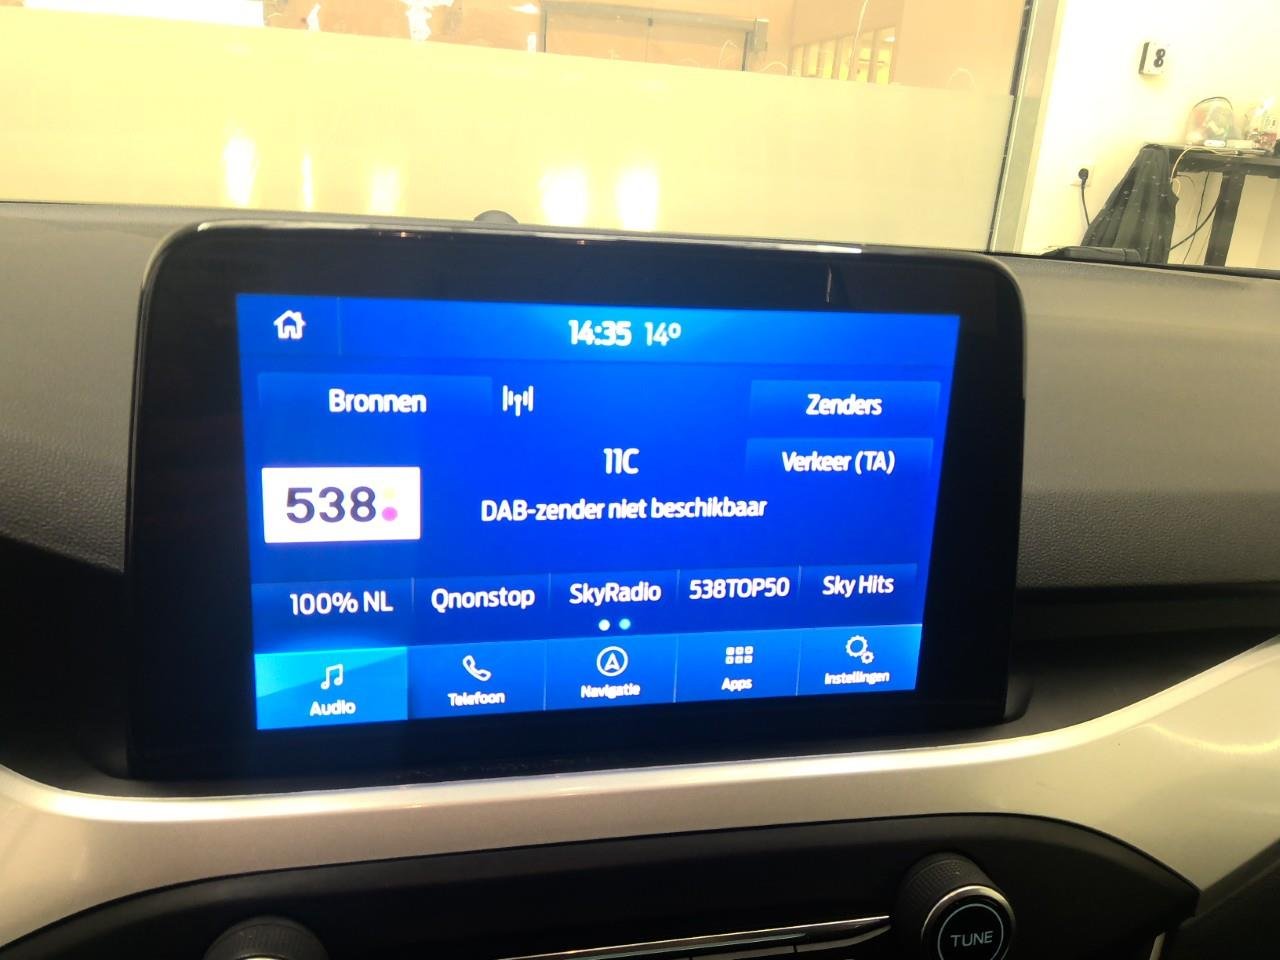 8
14:35 14°
Bronnen
Zenders
11C
Verkeer (TA)
538
DAB-zender niet beschikbaar
100% NL
Qnonstop
SkyRadio
538TOP50
Sky Hits
Audio
Telefoon
Navigatie
Apps
Instellingen
TUNE